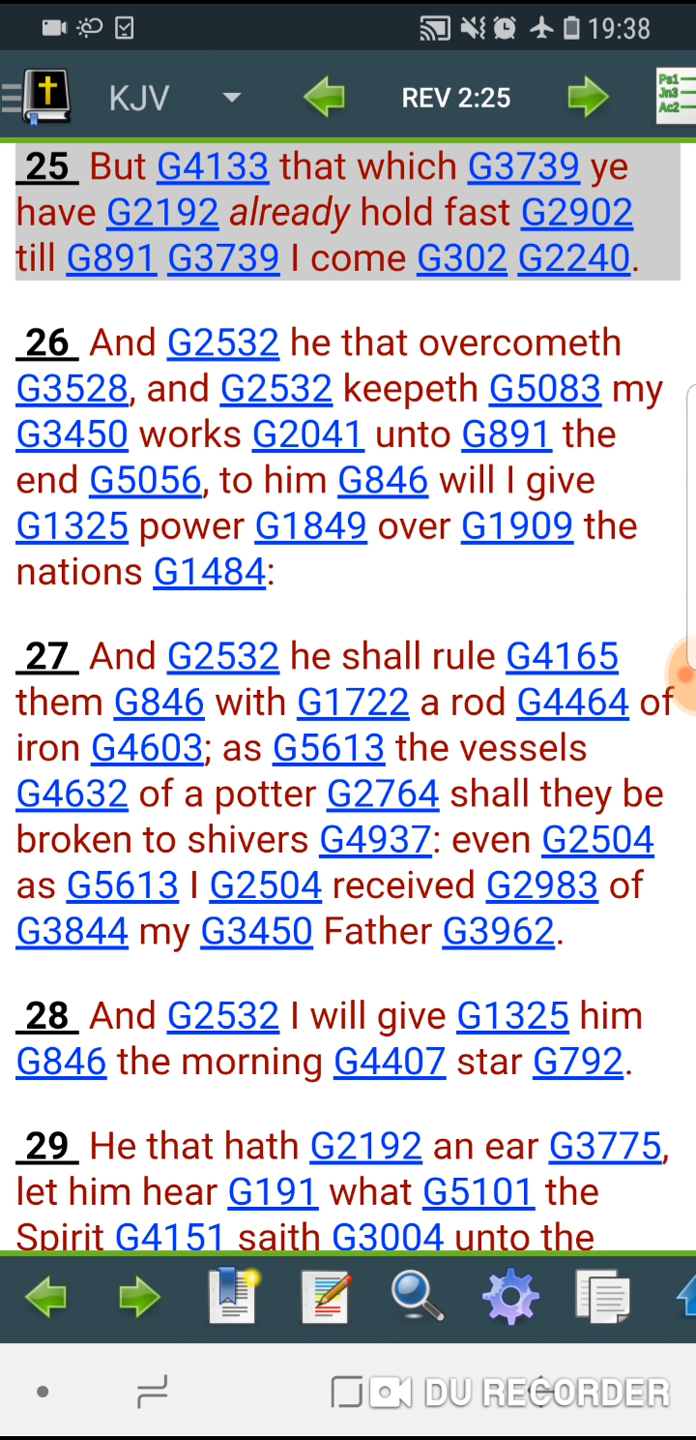 19:38
KJV REV 2:25 Ps1
Jn3
Ac2
25 But G4133 that which G3739 ye
have G2192 already hold fast G2902
till G891 G3739 I come G302 G2240.
26 And G2532 he that overcometh
G3528, and G2532 keepeth G5083 my
G3450 works G2041 unto G891 the
end G5056, to him G846 will I give
G1325 power G1849 over G1909 the
nations G1484:
27 And G2532 he shall rule G4165
them G846 with G1722 a rod G4464 of
iron G4603; as G5613 the vessels
G4632 of a potter G2764 shall they be
broken to shivers G4937: even G2504
as G5613 I G2504 received G2983 of
G3844 my G3450 Father G3962.
28 And G2532 I will give G1325 him
G846 the morning G4407 star G792.
29 He that hath G2192 an ear G3775,
let him hear G191 what G5101 the
Spirit G4151 saith G3004 unto the
DU RECORDER